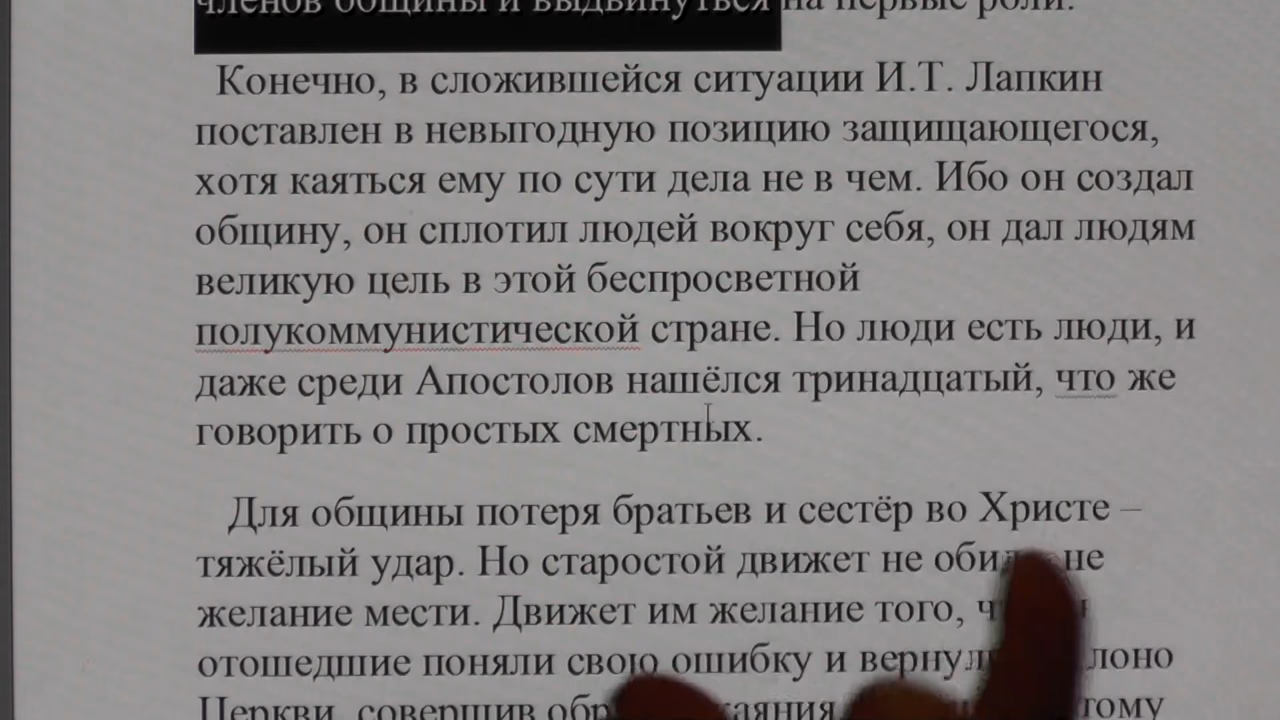 членов общины и выдвинуться на первые роли.
Конечно, в сложившейся ситуации И.Т. Лапкин
поставлен в невыгодную позицию защищающегося,
хотя каяться ему по сути дела не в чем. Ибо он создал
общину, он сплотил людей вокруг себя, он дал людям
великую цель в этой беспросветной
полукоммунистической стране. Но люди есть люди, и
даже среди Апостолов нашёлся тринадцатый, что же
говорить о простых смертных.
Для общины потеря братьев и сестёр во Христе –
тяжёлый удар. Но старостой движет не не
желание мести. Движет им желание того,
отошедшие поняли свою ошибку и лоно
Церкви, совершив тому